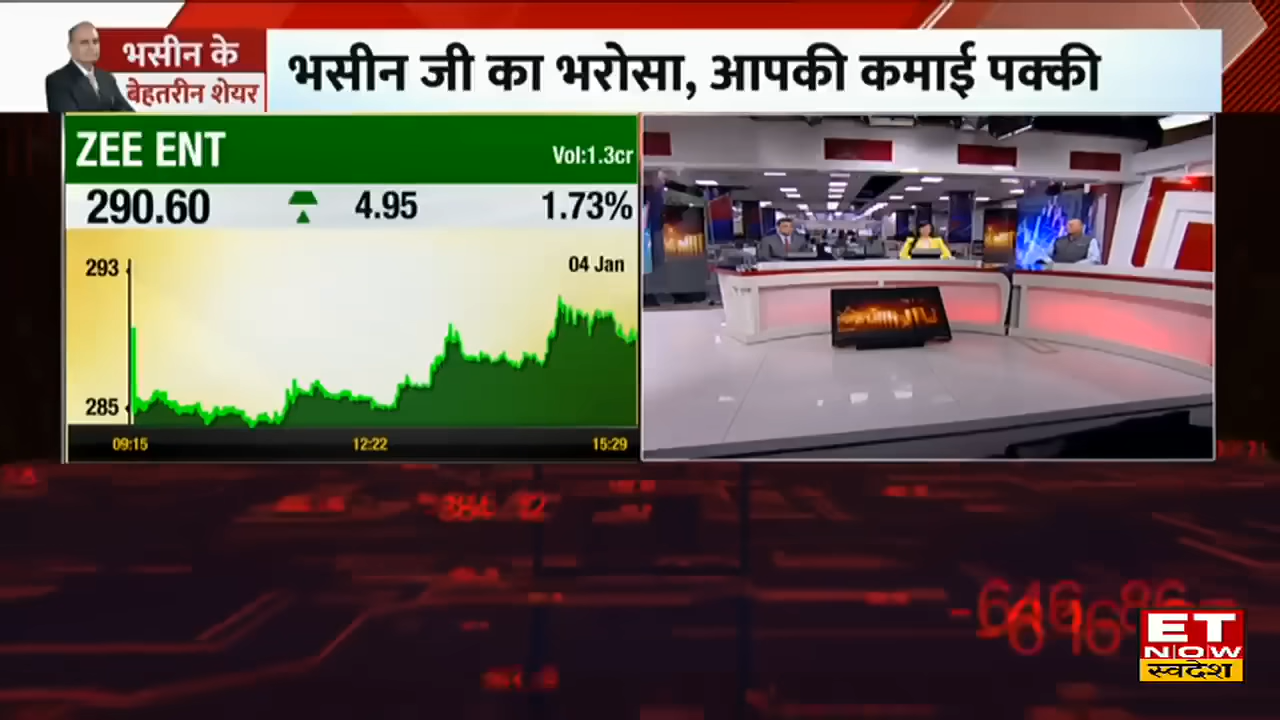 भसीन के
बेहतरीन शेयर
भसीन जी का भरोसा, आपकी कमाई पक्की
ZEE ENT
Vol:1.3cr
290.60
4.95
1.73%
293
04 Jan
285
09:15
12:22
15:29
ET
NOW
स्वदेश